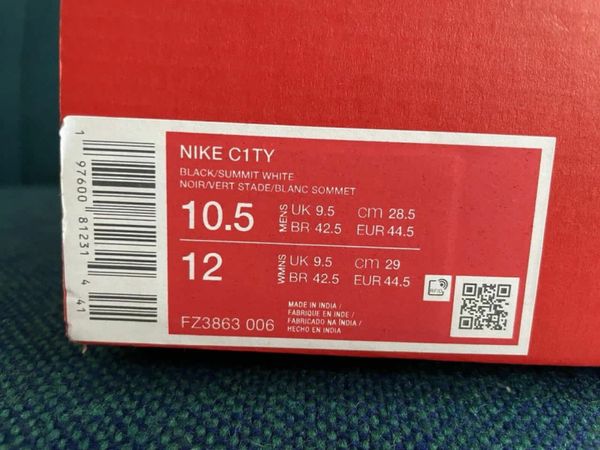 NIKE C1TY
BLACK/SUMMIT WHITE
NOIR/VERT STADE/BLANC SOMMET
10.5 MENS UK 9.5 cm 28.5
BR 42.5 EUR 44.5
12 WMNS UK 9.5 cm 29
BR 42.5 EUR 44.5
MADE IN INDIA /
FABRIQUE EN INDE /
FABRICADO NA ÍNDIA /
HECHO EN INDIA
FZ3863 006
RFID
1 97600 81231 4 41